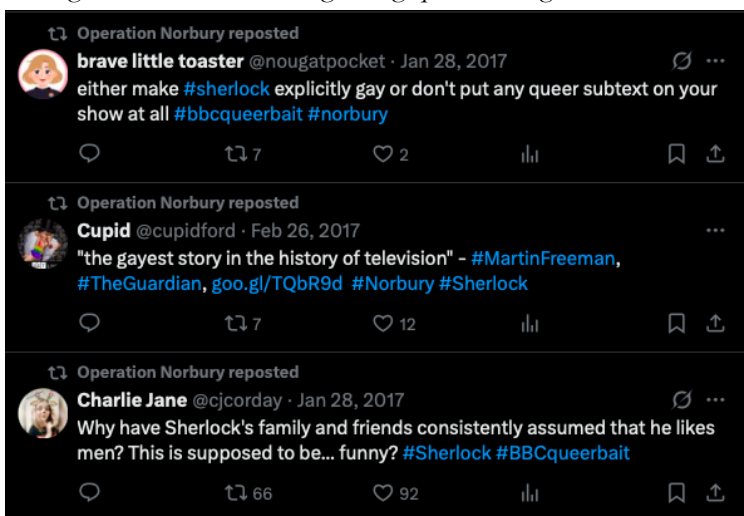 Operation Norbury reposted
brave little toaster @nougatpocket · Jan 28, 2017
either make #sherlock explicitly gay or don't put any queer subtext on your
show at all #bbcqueerbait #norbury
7 2
Operation Norbury reposted
Cupid @cupidford · Feb 26, 2017
"the gayest story in the history of television" - #MartinFreeman,
#TheGuardian, goo.gl/TQbR9d #Norbury #Sherlock
7 12
Operation Norbury reposted
Charlie Jane @cjcorday · Jan 28, 2017
Why have Sherlock's family and friends consistently assumed that he likes
men? This is supposed to be... funny? #Sherlock #BBCqueerbait
66 92